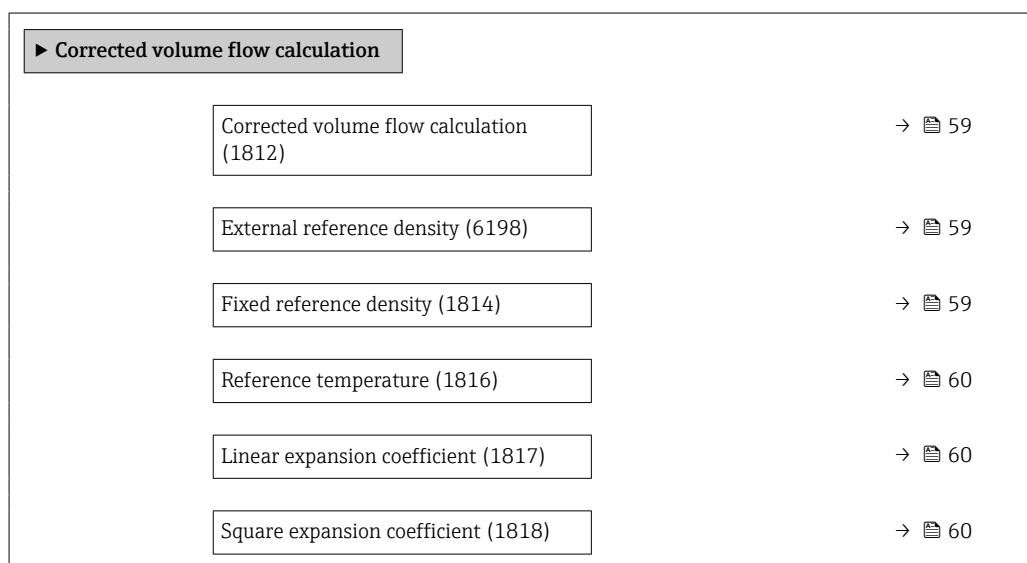 ▶ Corrected volume flow calculation
Corrected volume flow calculation
(1812)
→ 59
External reference density (6198)
→ 59
Fixed reference density (1814)
→ 59
Reference temperature (1816)
→ 60
Linear expansion coefficient (1817)
→ 60
Square expansion coefficient (1818)
→ 60